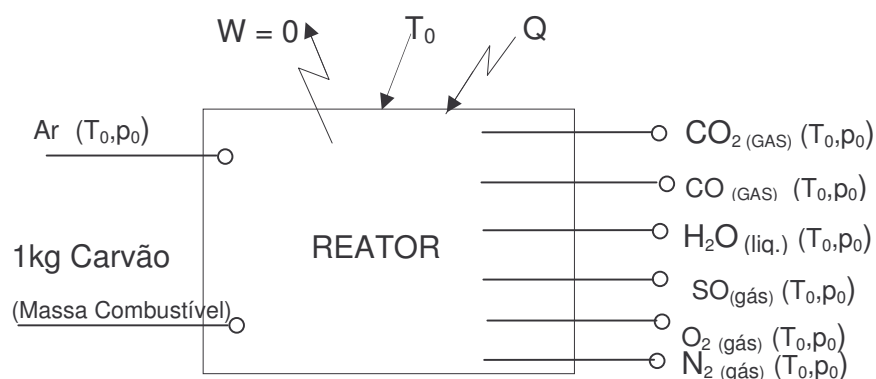 W = 0
T₀
Q
Ar (T₀,p₀)
1kg Carvão
(Massa Combustível)
REATOR
CO₂ (GAS) (T₀,p₀)
CO (GAS) (T₀,p₀)
H₂O (liq.) (T₀,p₀)
SO(gás) (T₀,p₀)
O₂ (gás) (T₀,p₀)
N₂ (gás) (T₀,p₀)